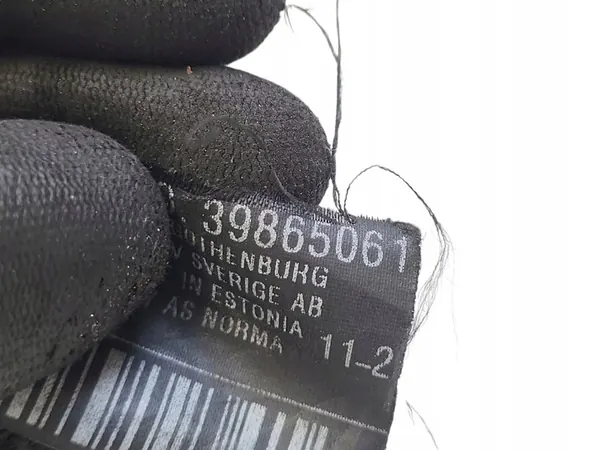 39865061
OTHENBURG
V SVERIGE AB
IN ESTONIA
AS NORMA 11-2